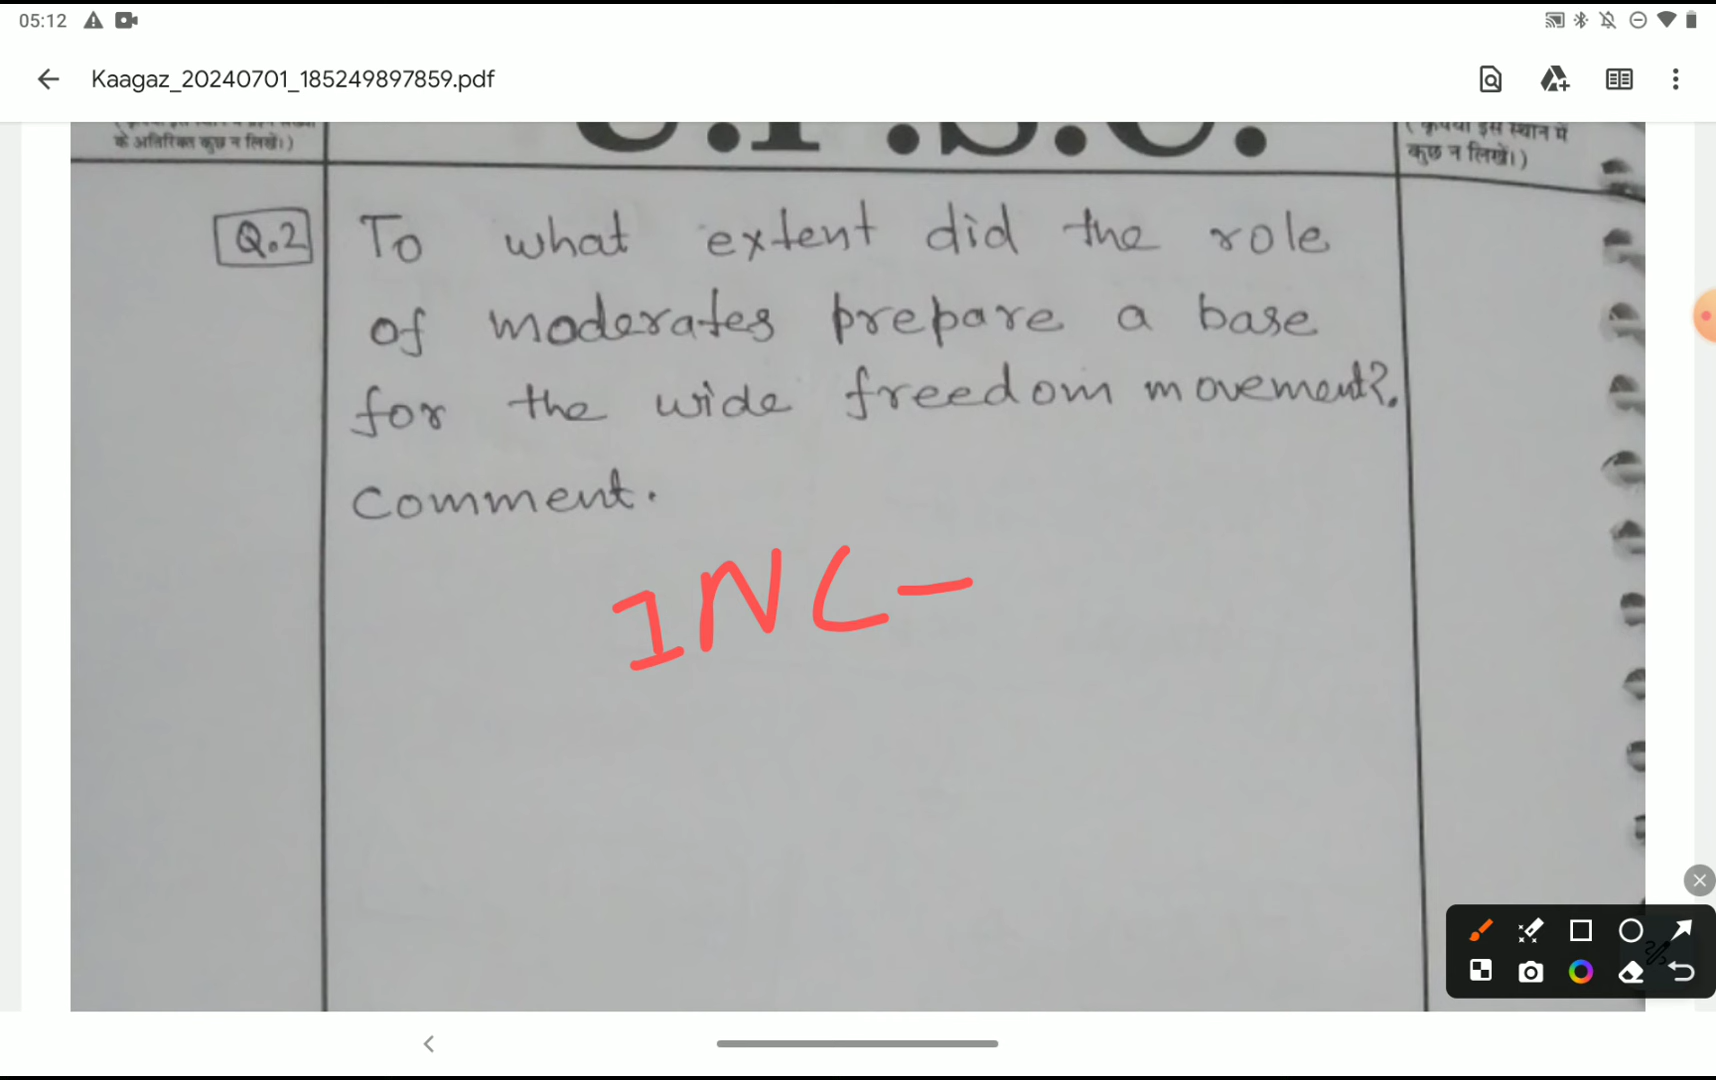 05:12
Kaagaz_20240701_185249897859.pdf
के अतिरिक्त कुछ न लिखें।)
U.P.S.C.
(कृपया इस स्थान में
कुछ न लिखें।)
Q.2 To what extent did the role
of moderates prepare a base
for the wide freedom movement?.
Comment.
INC-